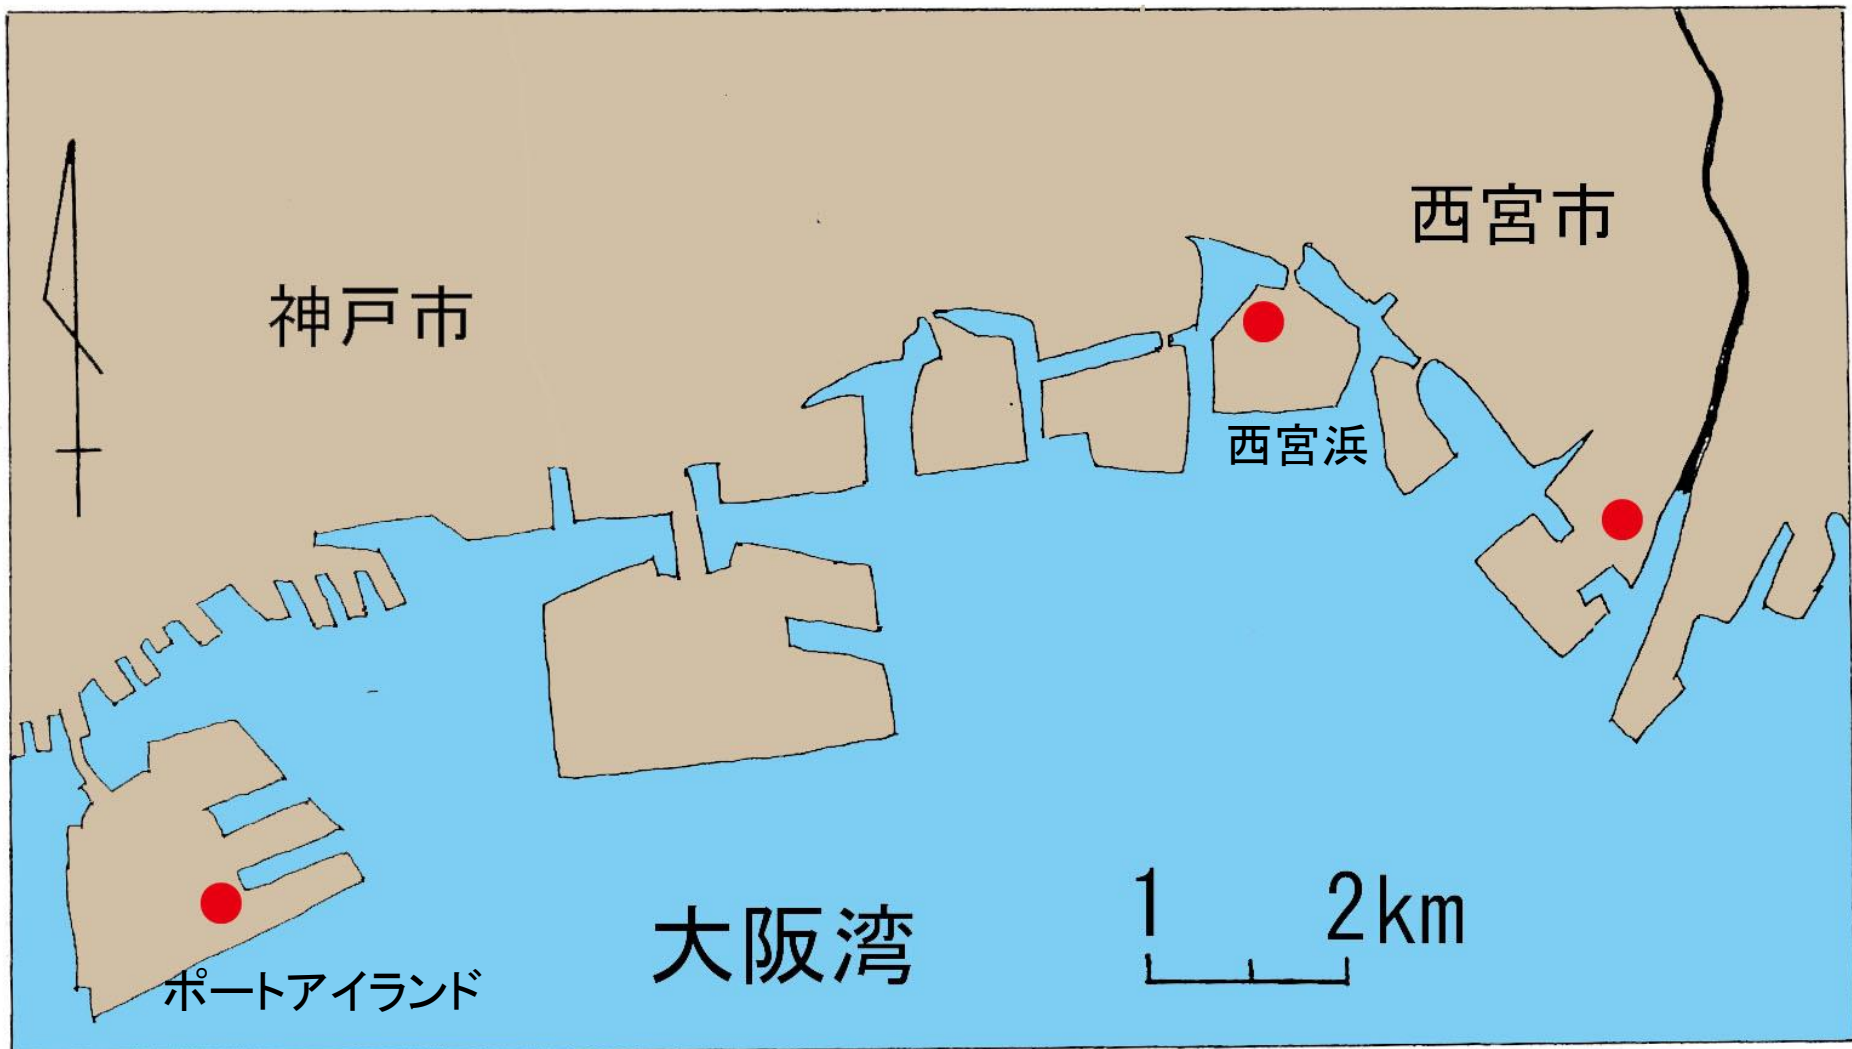 西宮市
神戸市
西宮浜
1 2km
大阪湾
ポートアイランド